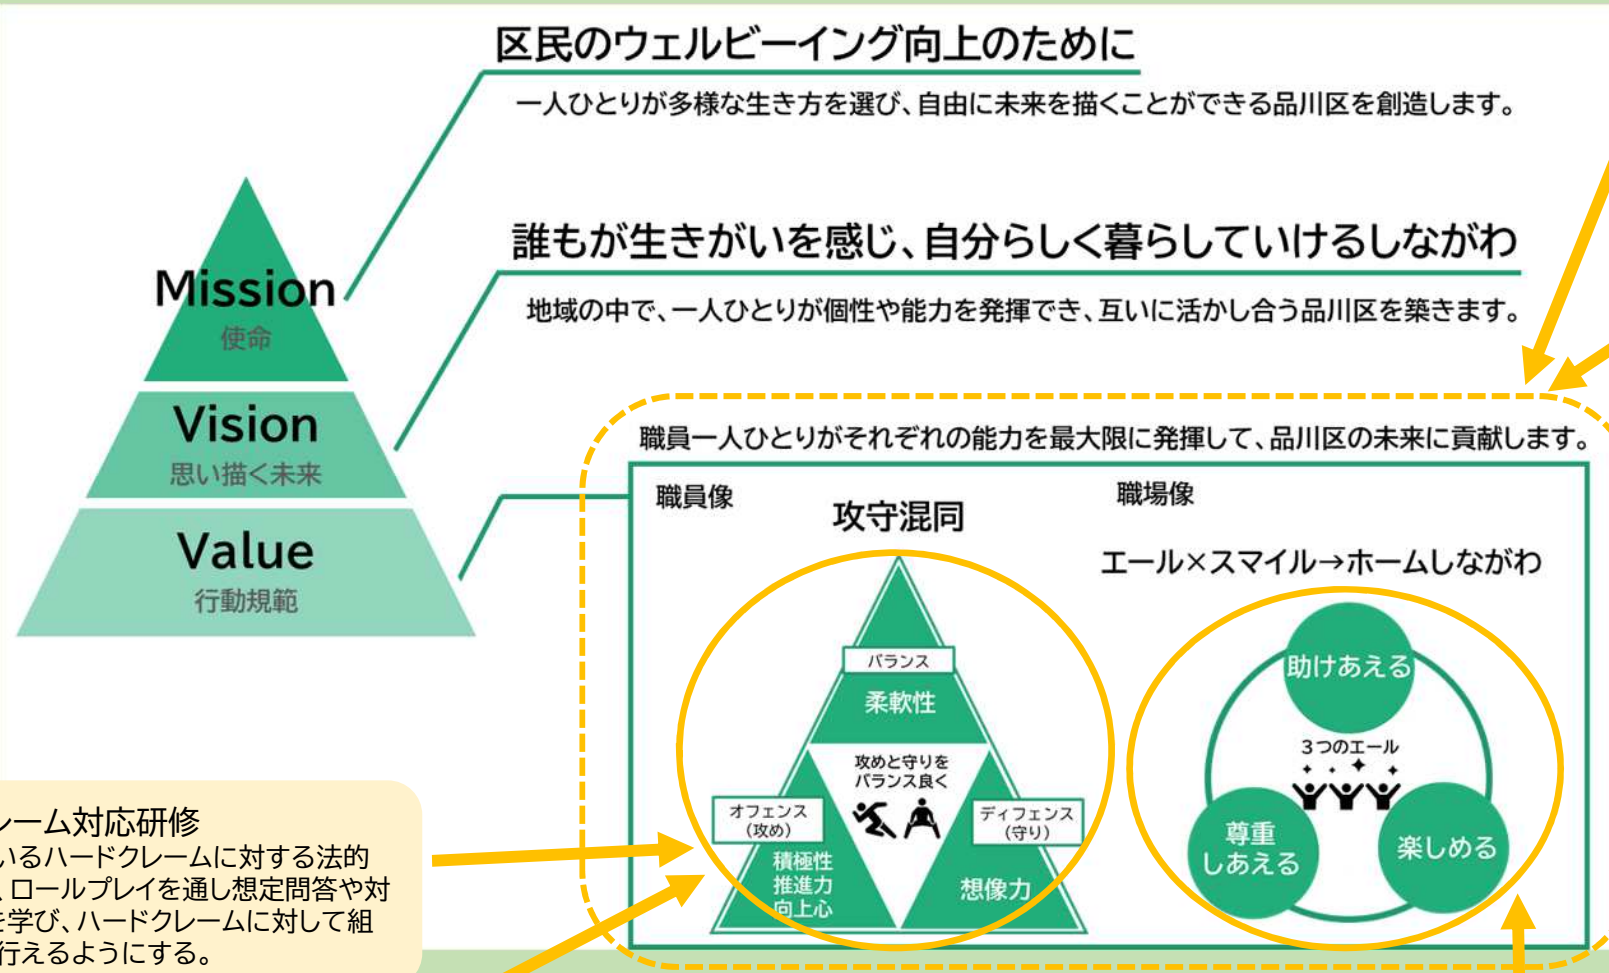 区民のウェルビーイング向上のために
一人ひとりが多様な生き方を選び、自由に未来を描くことができる品川区を創造します。
誰もが生きがいを感じ、自分らしく暮らしていけるしながわ
地域の中で、一人ひとりが個性や能力を発揮でき、互いに活かし合う品川区を築きます。
Mission
使命
Vision
思い描く未来
Value
行動規範
職員一人ひとりがそれぞれの能力を最大限に発揮して、品川区の未来に貢献します。
職員像
攻守混同
バランス
柔軟性
攻めと守りを
バランス良く
オフェンス
(攻め)
積極性
推進力
向上心
ディフェンス
(守り)
想像力
職場像
エール×スマイル→ホームしながわ
助けあえる
3つのエール
尊重
しあえる
楽しめる
レーム対応研修
いるハードクレームに対する法的
、ロールプレイを通し想定問答や対
を学び、ハードクレームに対して組
行えるようにする。